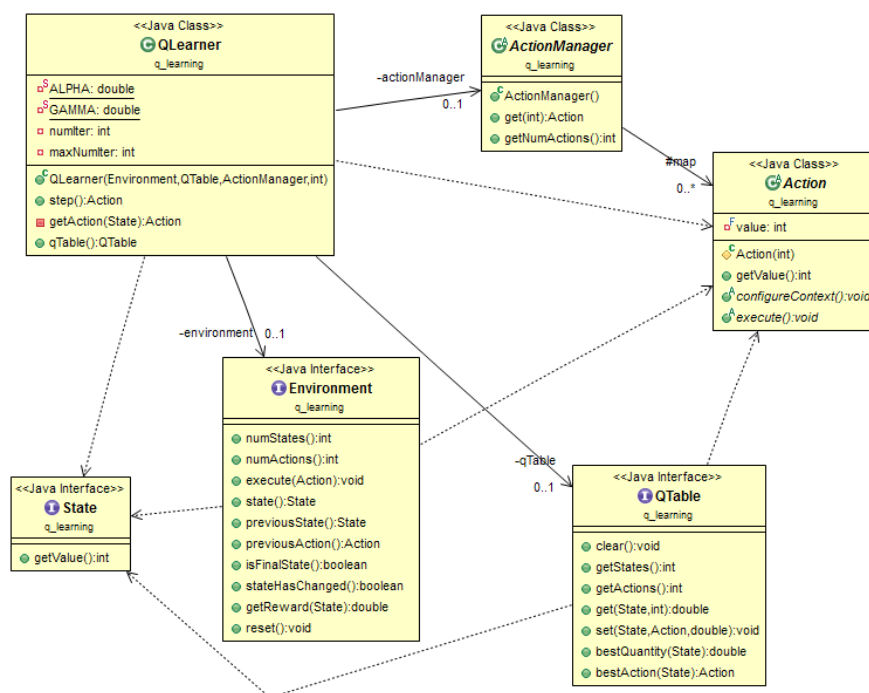 <<Java Class>>
QLearner
q_learning
ALPHA: double
GAMMA: double
numIter: int
maxNumIter: int
QLearner(Environment,QTable,ActionManager,int)
step():Action
getAction(State):Action
qTable():QTable
-actionManager
0..1
<<Java Class>>
ActionManager
q_learning
ActionManager()
get(int):Action
getNumActions():int
#map
0..*
<<Java Class>>
Action
q_learning
value: int
Action(int)
getValue():int
configureContext():void
execute():void
-environment
0..1
<<Java Interface>>
Environment
q_learning
numStates():int
numActions():int
execute(Action):void
state():State
previousState():State
previousAction():Action
isFinalState():boolean
stateHasChanged():boolean
getReward(State):double
reset():void
-qTable
0..1
<<Java Interface>>
State
q_learning
getValue():int
<<Java Interface>>
QTable
q_learning
clear():void
getStates():int
getActions():int
get(State,int):double
set(State,Action,double):void
bestQuantity(State):double
bestAction(State):Action